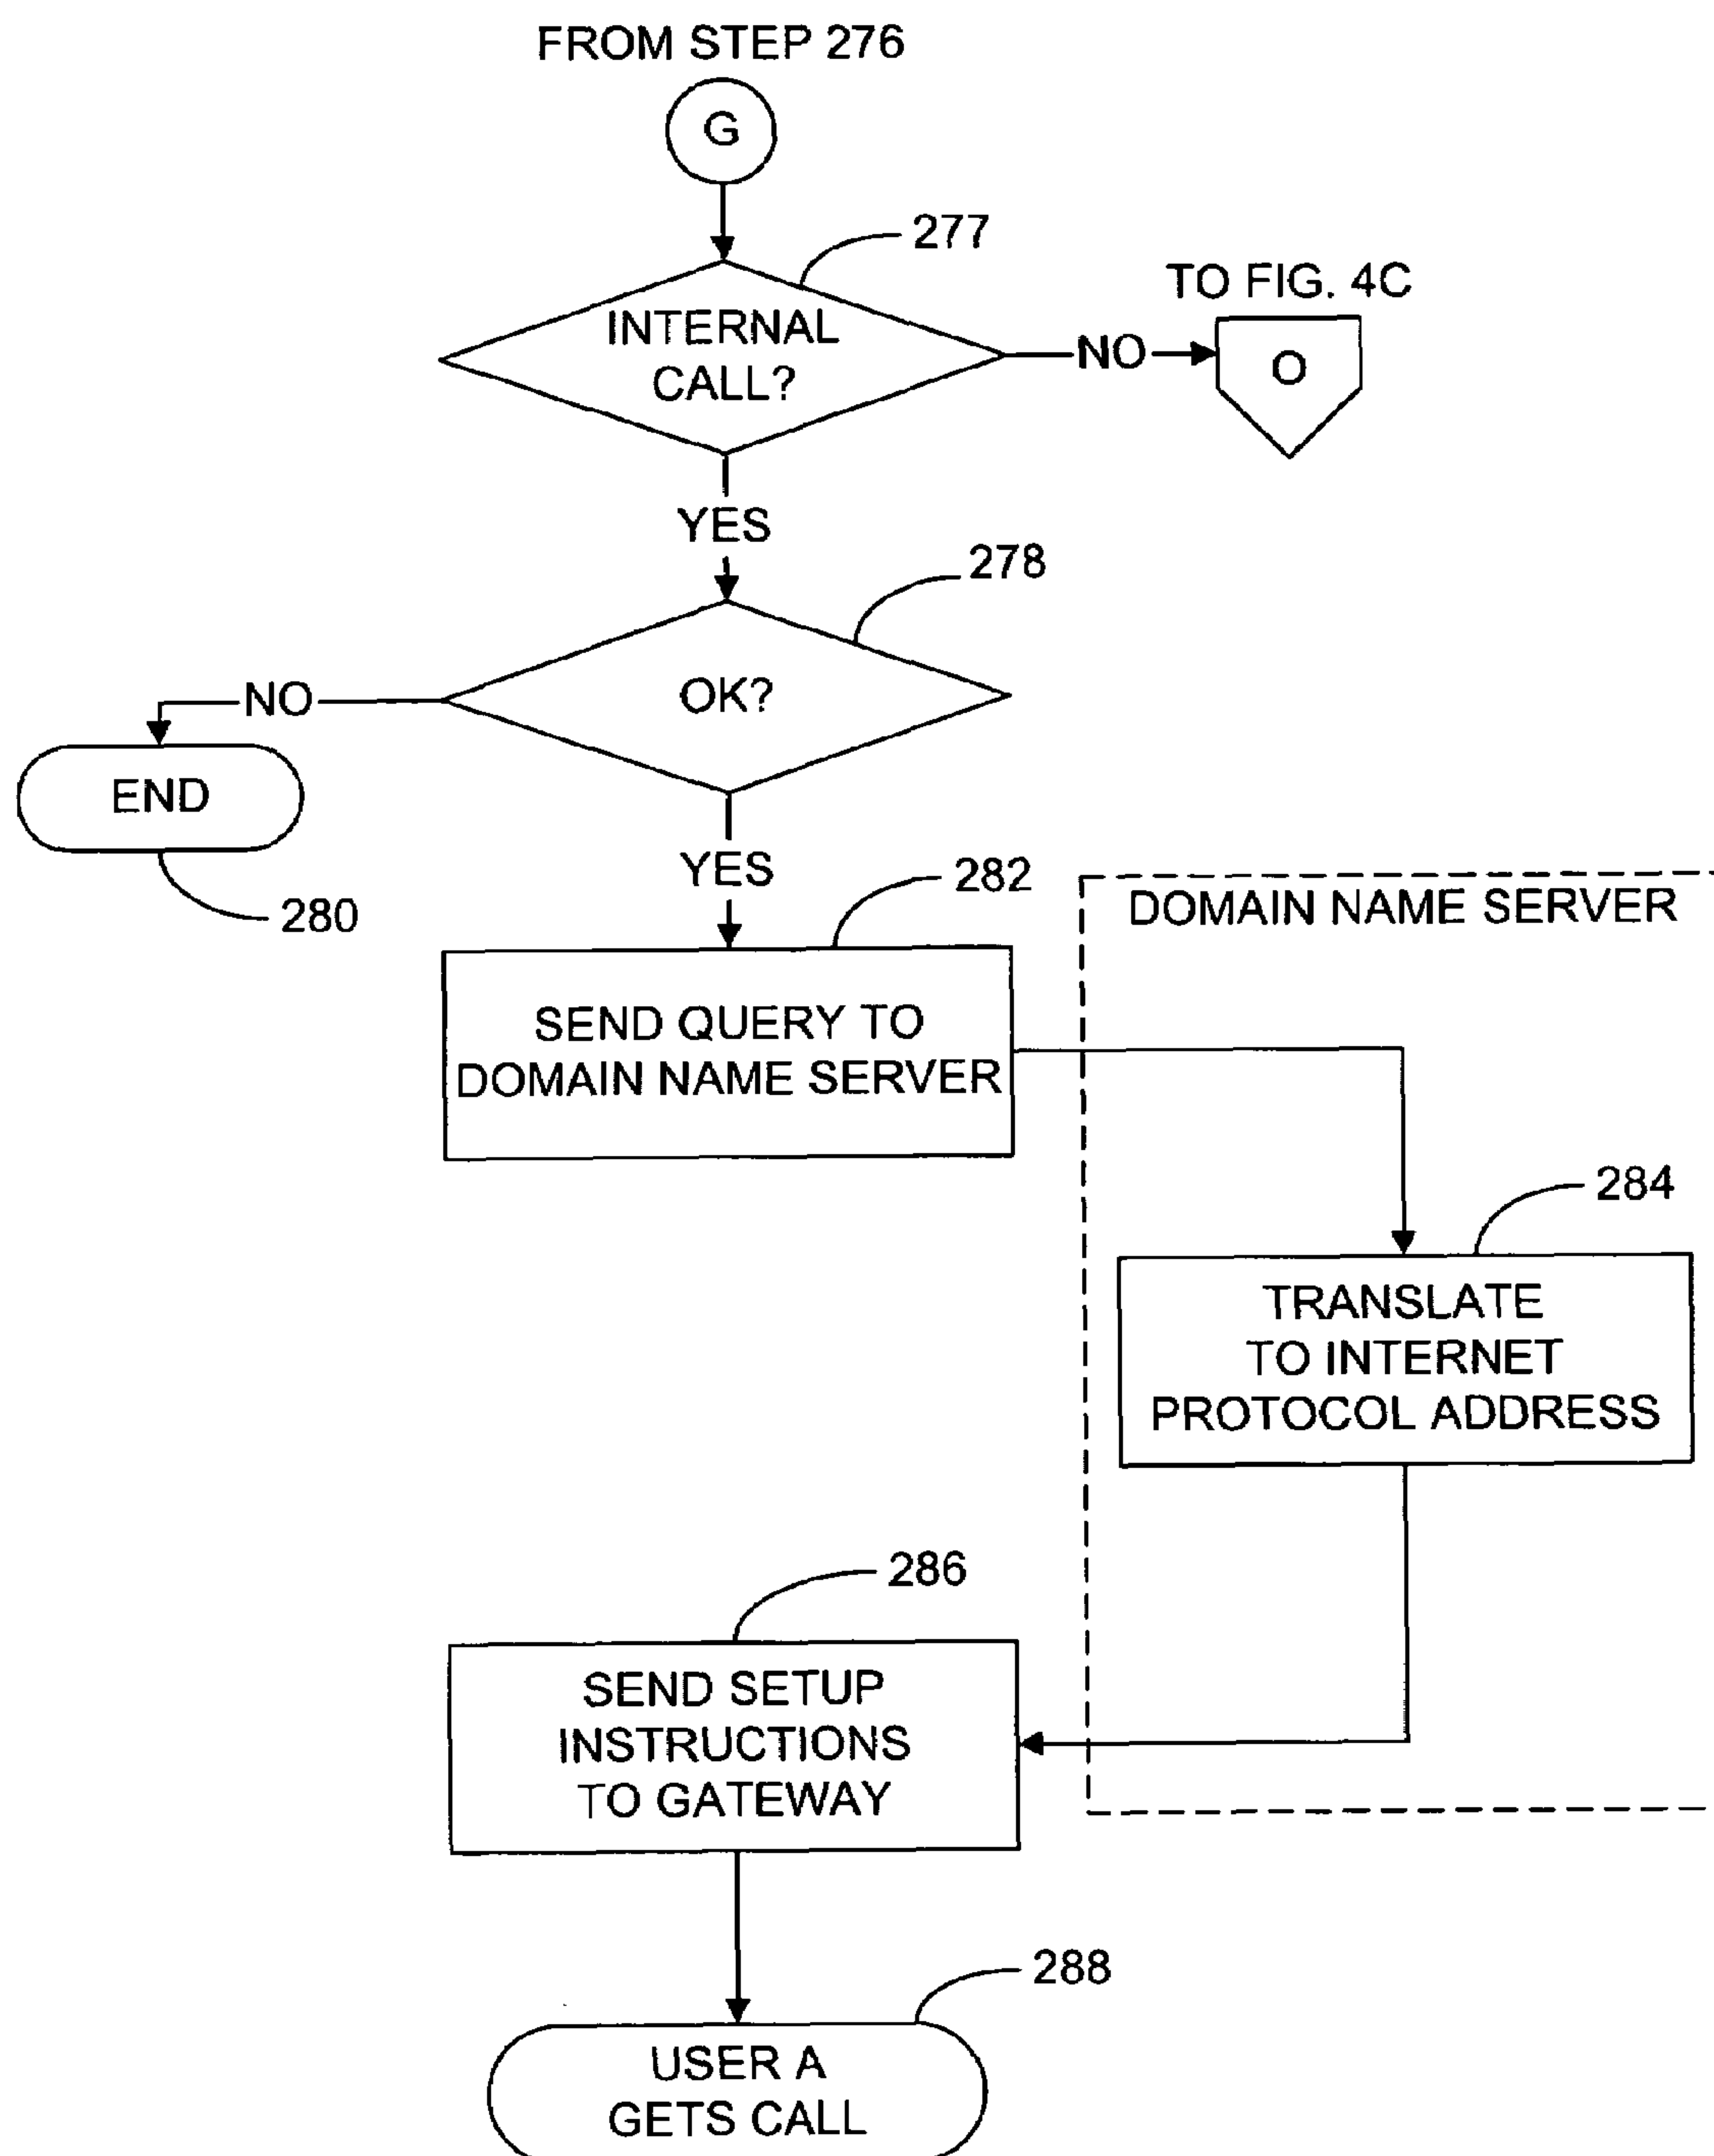 FROM STEP 276
G
277
INTERNAL
CALL?
NO
TO FIG. 4C
O
YES
278
OK?
NO
END
280
YES
282
SEND QUERY TO
DOMAIN NAME SERVER
DOMAIN NAME SERVER
284
TRANSLATE
TO INTERNET
PROTOCOL ADDRESS
286
SEND SETUP
INSTRUCTIONS
TO GATEWAY
288
USER A
GETS CALL